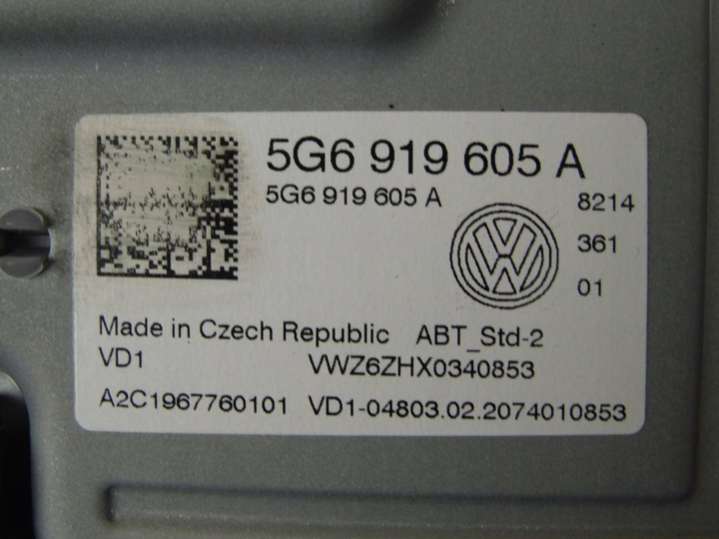 5G6 919 605 A
5G6 919 605 A
8214
361
01
Made in Czech Republic ABT_Std-2
VD1 VWZ6ZHX0340853
A2C1967760101 VD1-04803.02.2074010853